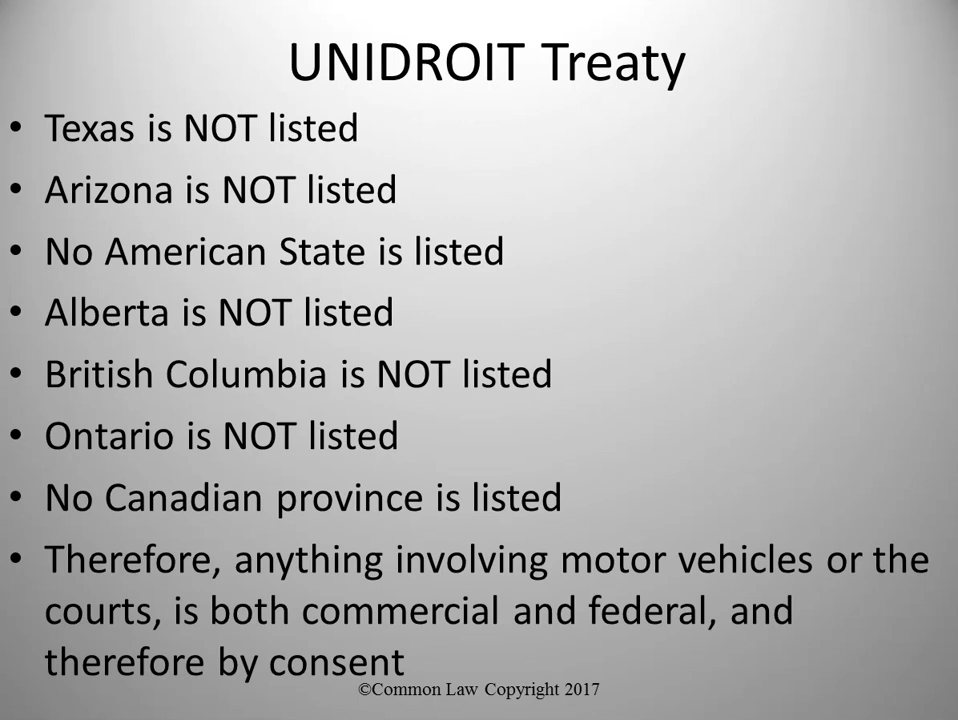 UNIDROIT Treaty
• Texas is NOT listed
• Arizona is NOT listed
• No American State is listed
• Alberta is NOT listed
• British Columbia is NOT listed
• Ontario is NOT listed
• No Canadian province is listed
• Therefore, anything involving motor vehicles or the
courts, is both commercial and federal, and
therefore by consent
©Common Law Copyright 2017